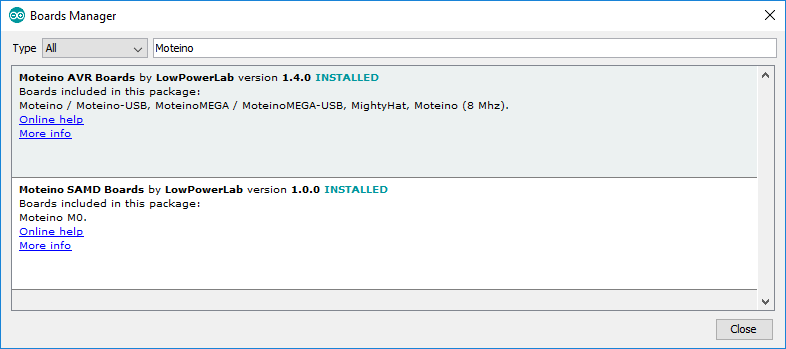 Boards Manager
Type All Moteino
Moteino AVR Boards by LowPowerLab version 1.4.0 INSTALLED
Boards included in this package:
Moteino / Moteino-USB, MoteinoMEGA / MoteinoMEGA-USB, MightyHat, Moteino (8 Mhz).
Online help
More info
Moteino SAMD Boards by LowPowerLab version 1.0.0 INSTALLED
Boards included in this package:
Moteino M0.
Online help
More info
Close